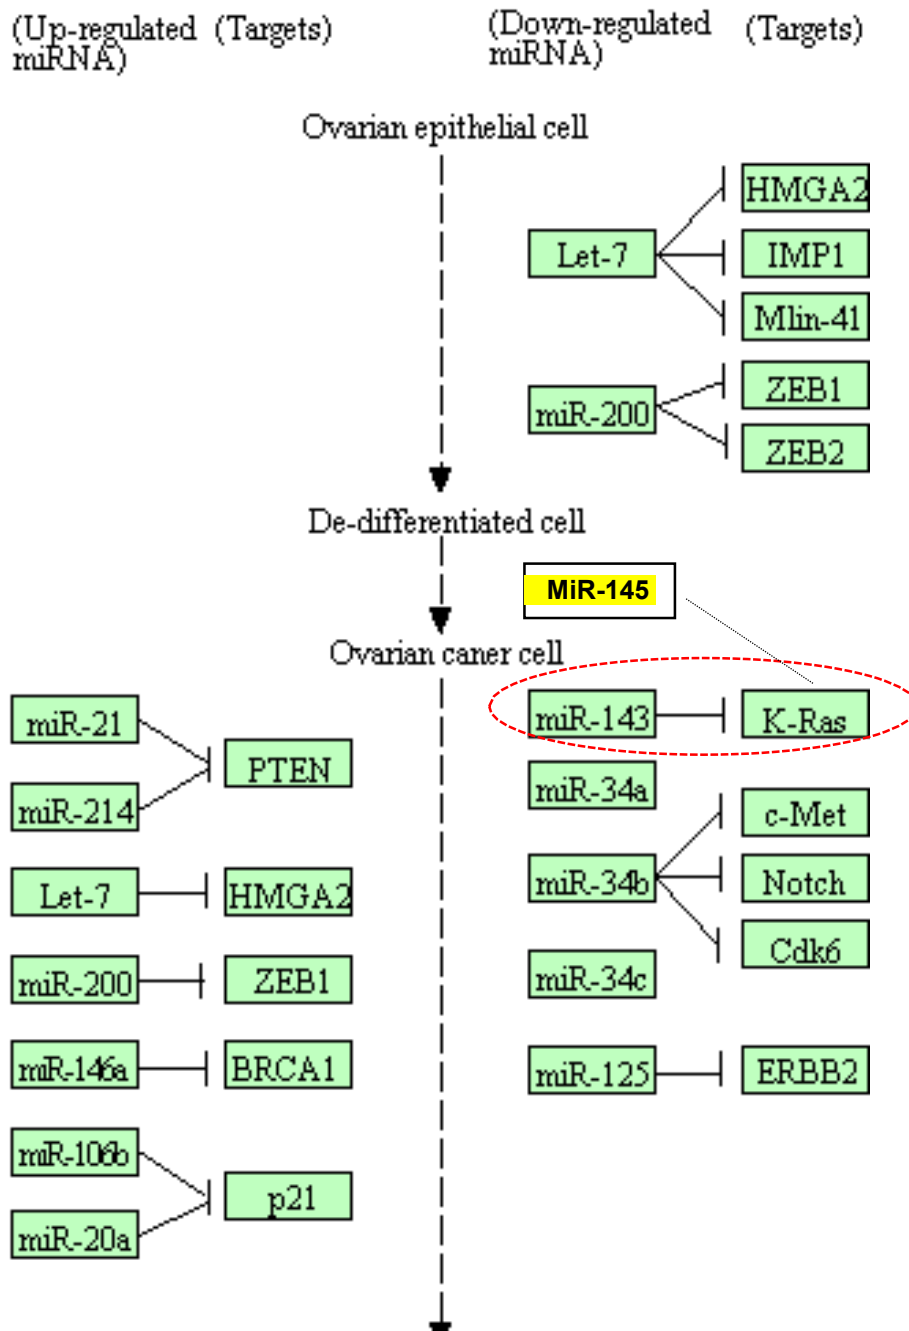 (Up-regulated miRNA)
(Targets)
(Down-regulated miRNA)
(Targets)
Ovarian epithelial cell
Let-7
HMGA2
IMP1
Mlin-41
miR-200
ZEB1
ZEB2
De-differentiated cell
MiR-145
Ovarian caner cell
miR-21
miR-214
PTEN
Let-7
HMGA2
miR-200
ZEB1
miR-146a
BRCA1
miR-106b
miR-20a
p21
miR-143
K-Ras
miR-34a
miR-34b
miR-34c
c-Met
Notch
Cdk6
miR-125
ERBB2